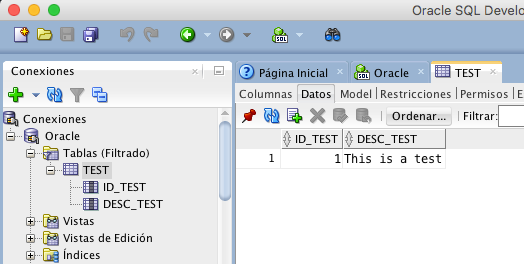 Oracle SQL Develo
Conexiones
Página Inicial
Oracle
TEST
Columnas
Datos
Model
Restricciones
Permisos
E
Ordenar...
Filtrar:
Conexiones
Oracle
Tablas (Filtrado)
TEST
ID_TEST
DESC_TEST
Vistas
Vistas de Edición
Índices
ID_TEST DESC_TEST
1 1 This is a test